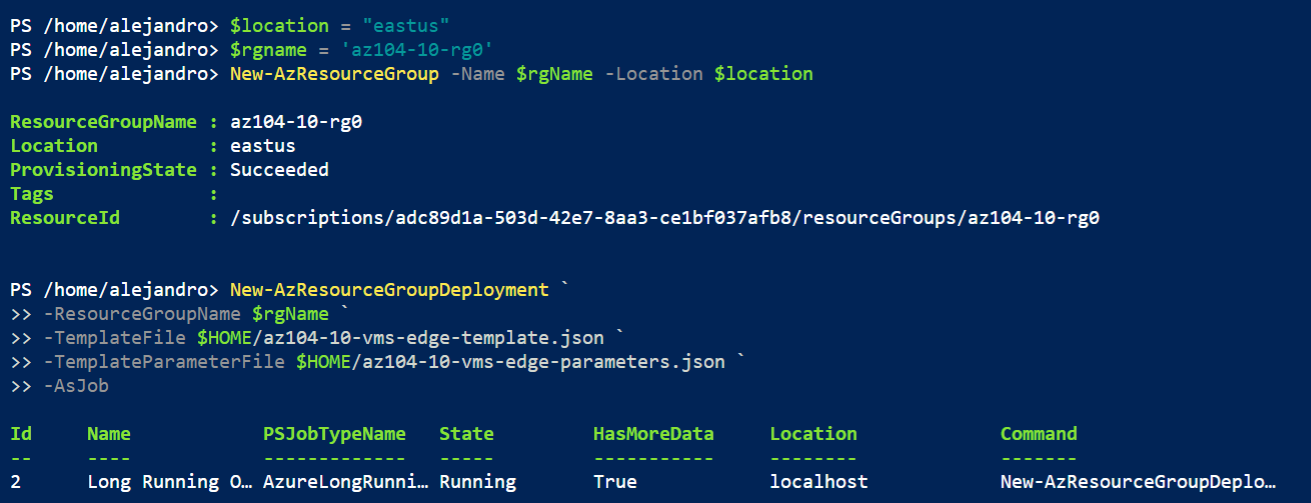 PS /home/alejandro> $location = "eastus"
PS /home/alejandro> $rgname = 'az104-10-rg0'
PS /home/alejandro> New-AzResourceGroup -Name $rgName -Location $location
ResourceGroupName : az104-10-rg0
Location          : eastus
ProvisioningState : Succeeded
Tags              :
ResourceId        : /subscriptions/adc89d1a-503d-42e7-8aa3-ce1bf037afb8/resourceGroups/az104-10-rg0
PS /home/alejandro> New-AzResourceGroupDeployment `
>> -ResourceGroupName $rgName `
>> -TemplateFile $HOME/az104-10-vms-edge-template.json `
>> -TemplateParameterFile $HOME/az104-10-vms-edge-parameters.json `
>> -AsJob
Id     Name            PSJobTypeName   State         HasMoreData     Location             Command
--     ----            -------------   -----         -----------     --------             -------
2      Long Running O… AzureLongRunni… Running       True            localhost            New-AzResourceGroupDeplo…